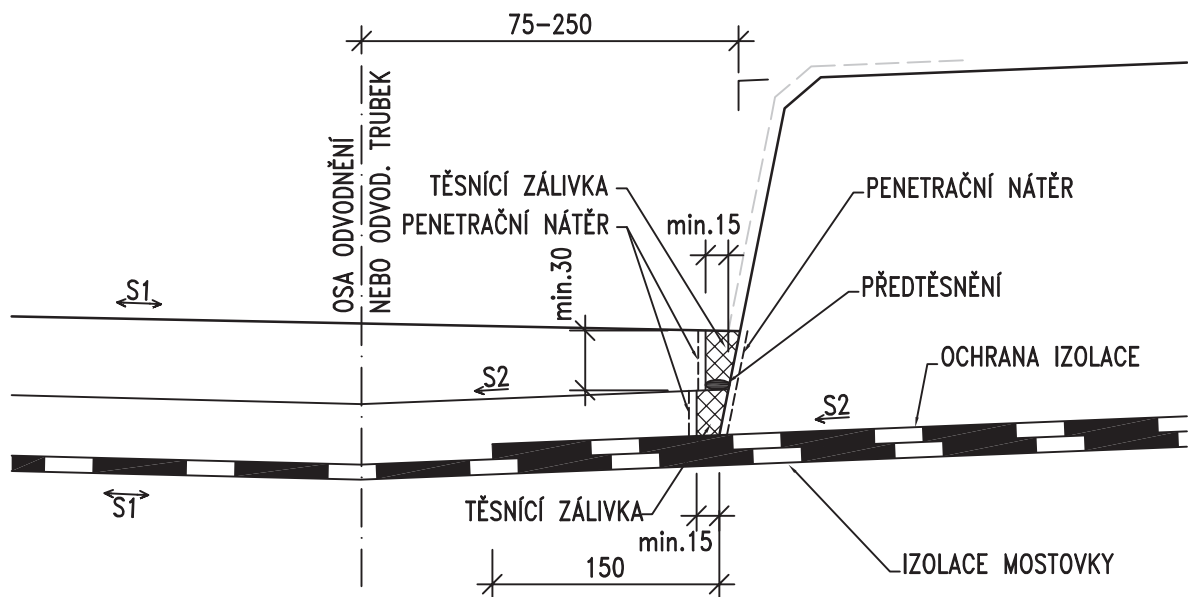 75-250
OSA ODVODNĚNÍ
NEBO ODVOD. TRUBEK
TĚSNÍCÍ ZÁLIVKA
PENETRAČNÍ NÁTĚR
PENETRAČNÍ NÁTĚR
min.15
min.30
PŘEDTĚSNĚNÍ
S1
OCHRANA IZOLACE
S2
S2
S1
TĚSNÍCÍ ZÁLIVKA
min.15
150
IZOLACE MOSTOVKY